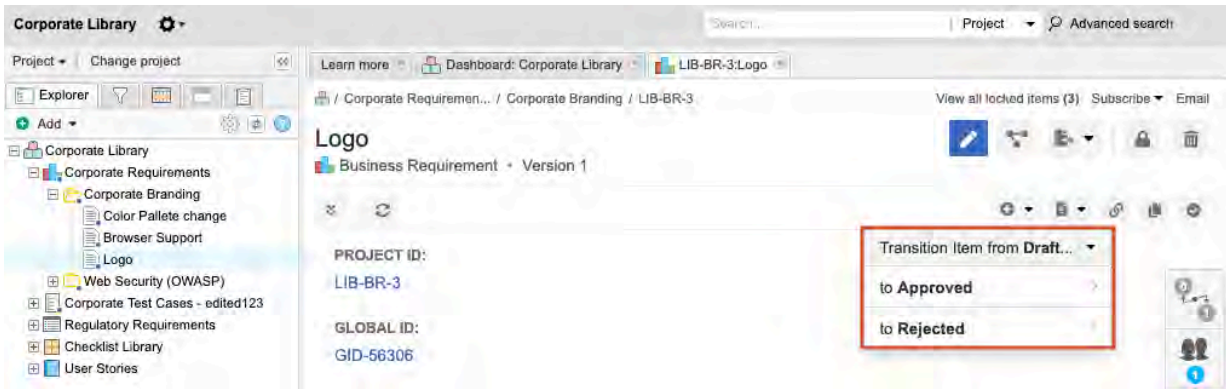 Corporate Library
Search...
Project
Advanced search
Project
Change project
Learn more
Dashboard: Corporate Library
LIB-BR-3:Logo
Explorer
/ Corporate Requiremen... / Corporate Branding / LIB-BR-3
View all locked items (3) Subscribe Email
Add
Logo
Business Requirement • Version 1
Corporate Library
Corporate Requirements
Corporate Branding
Color Pallete change
Browser Support
Logo
Web Security (OWASP)
Corporate Test Cases - edited123
Regulatory Requirements
Checklist Library
User Stories
PROJECT ID:
LIB-BR-3
GLOBAL ID:
GID-56306
Transition Item from Draft...
to Approved
to Rejected
1